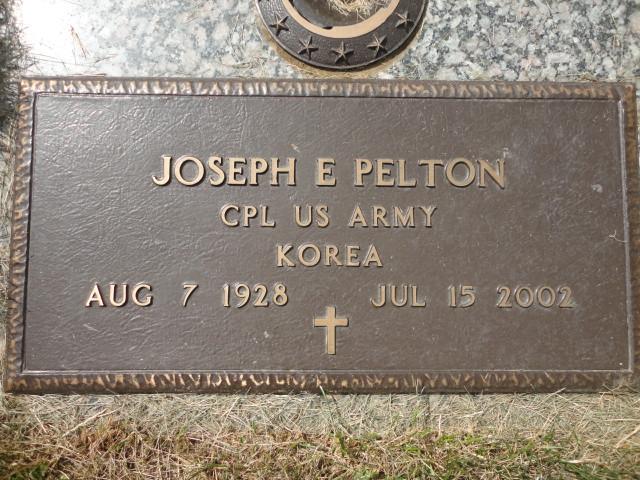 JOSEPH E PELTON
CPL US ARMY
KOREA
AUG 7 1928 JUL 15 2002